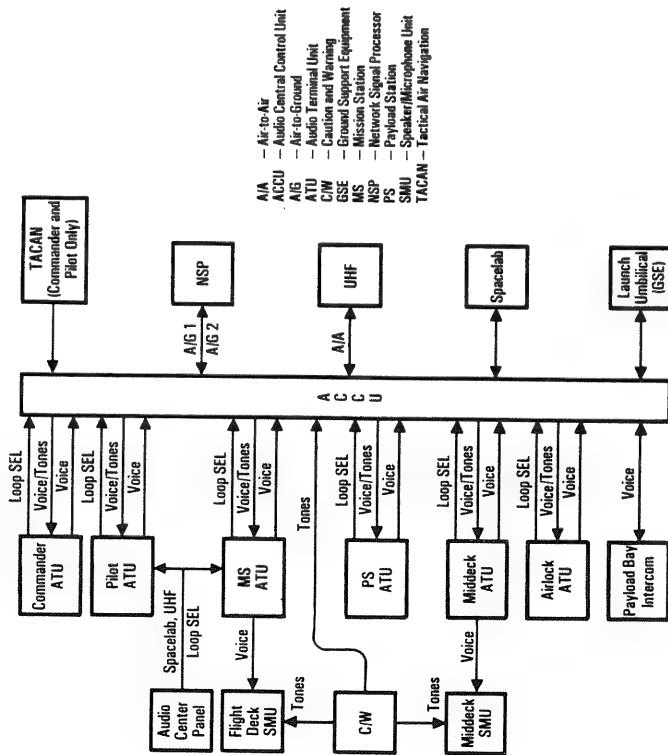 Commander
ATU
Loop SEL
Voice/Tones
Voice
Pilot
ATU
Loop SEL
Voice/Tones
Voice
Audio
Center
Panel
Spacelab, UHF
Loop SEL
MS
ATU
Loop SEL
Voice/Tones
Voice
Flight
Deck
SMU
Voice
Tones
C/W
Tones
Tones
PS
ATU
Loop SEL
Voice/Tones
Voice
Middeck
SMU
Voice
Middeck
ATU
Loop SEL
Voice/Tones
Voice
Airlock
ATU
Loop SEL
Voice/Tones
Voice
Payload Bay
Intercom
Voice
A
C
C
U
TACAN
(Commander and
Pilot Only)
A/G 1
A/G 2
NSP
A/A
UHF
Spacelab
Launch
Umbilical
(GSE)
A/A — Air-to-Air
ACCU — Audio Central Control Unit
A/G — Air-to-Ground
ATU — Audio Terminal Unit
C/W — Caution and Warning
GSE — Ground Support Equipment
MS — Mission Station
NSP — Network Signal Processor
PS — Payload Station
SMU — Speaker/Microphone Unit
TACAN — Tactical Air Navigation